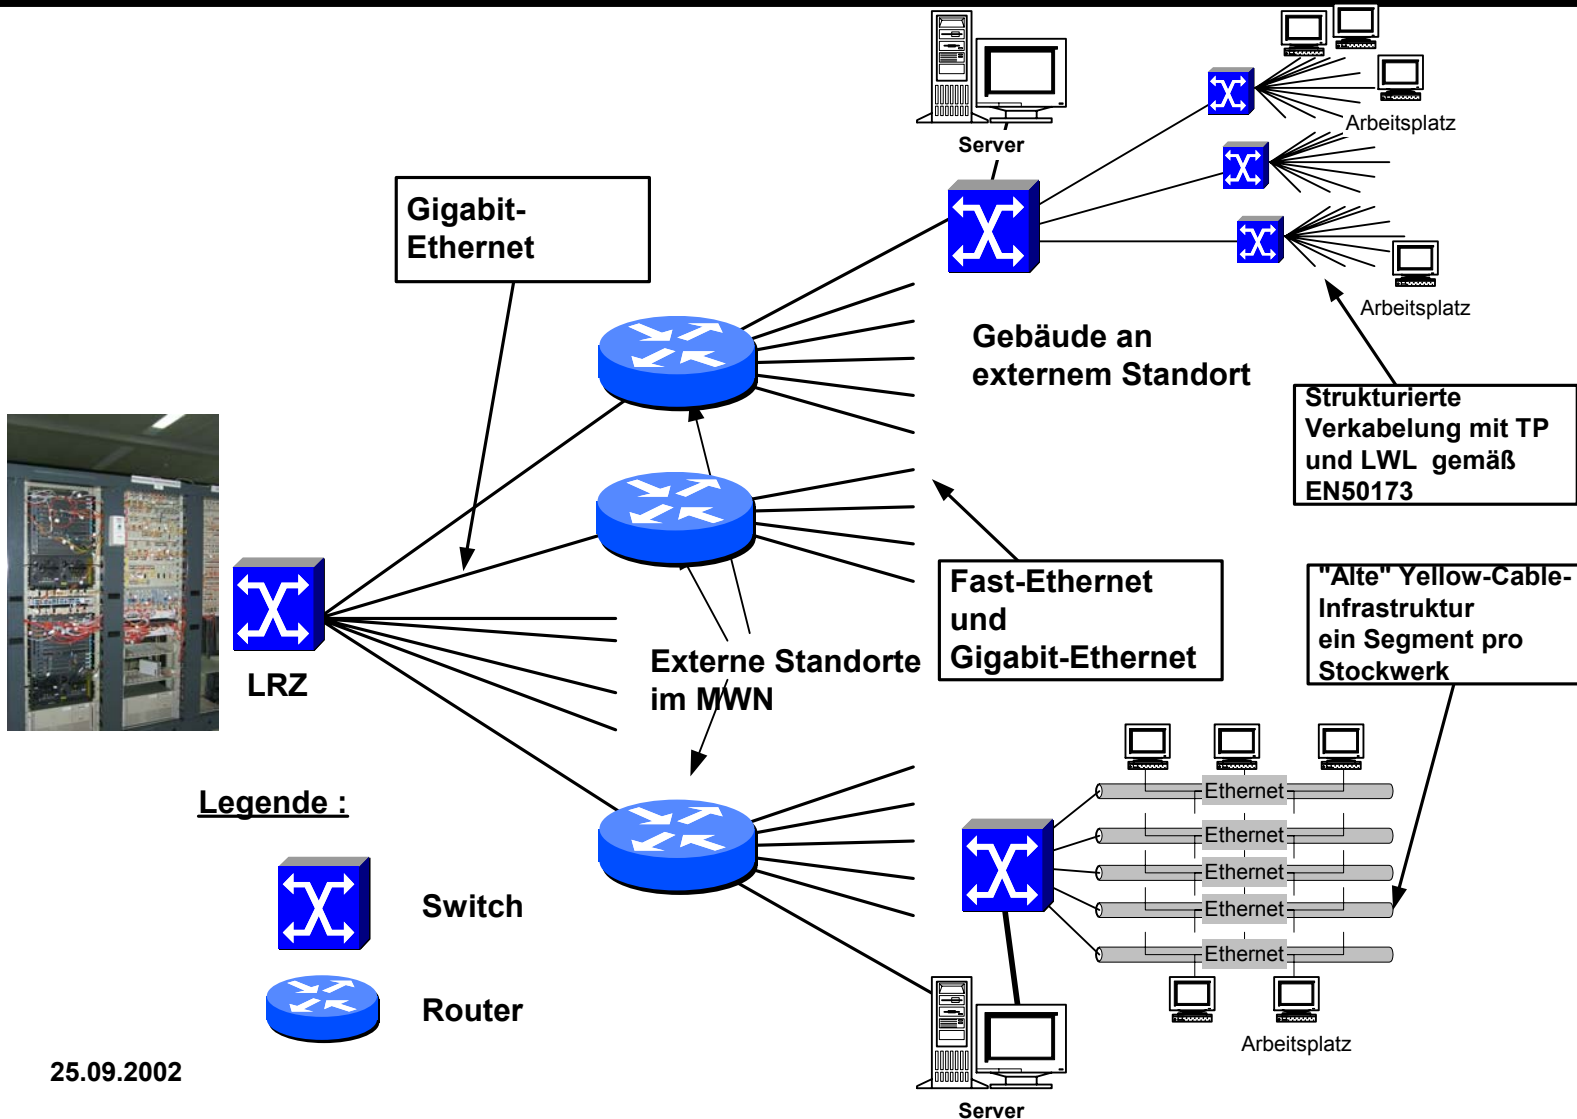 Server
Arbeitsplatz
Gigabit-
Ethernet
Arbeitsplatz
Gebäude an
externem Standort
Strukturierte
Verkabelung mit TP
und LWL gemäß
EN50173
Fast-Ethernet
und
Gigabit-Ethernet
"Alte" Yellow-Cable-
Infrastruktur
ein Segment pro
Stockwerk
Externe Standorte
im MWN
LRZ
Legende :
Switch
Router
Ethernet
Ethernet
Ethernet
Ethernet
Ethernet
Arbeitsplatz
Server
25.09.2002